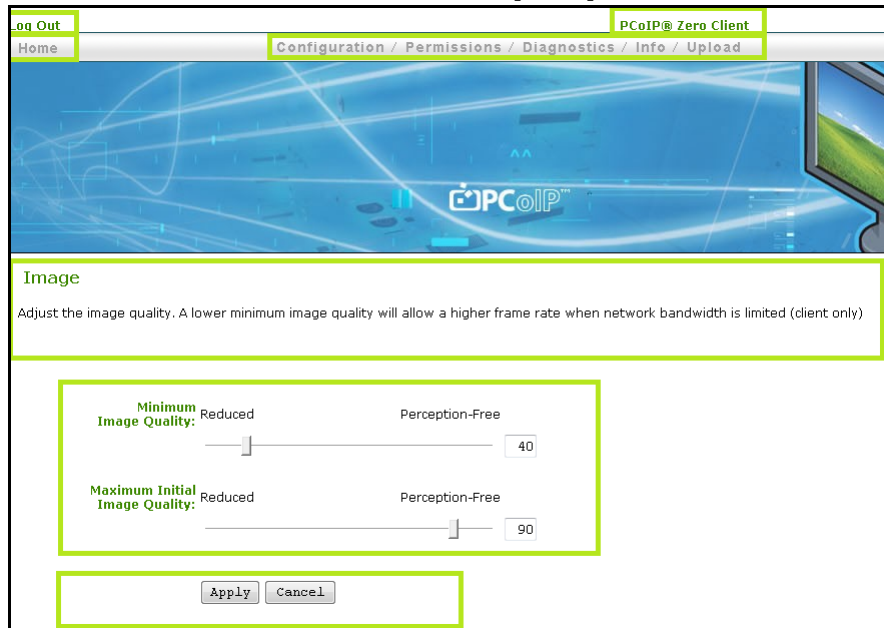 Log Out
PCoIP® Zero Client
Home
Configuration / Permissions / Diagnostics / Info / Upload
PCoIP™
Image
Adjust the image quality. A lower minimum image quality will allow a higher frame rate when network bandwidth is limited (client only)
Minimum
Image Quality:
Reduced Perception-Free
40
Maximum Initial
Image Quality:
Reduced Perception-Free
90
Apply Cancel